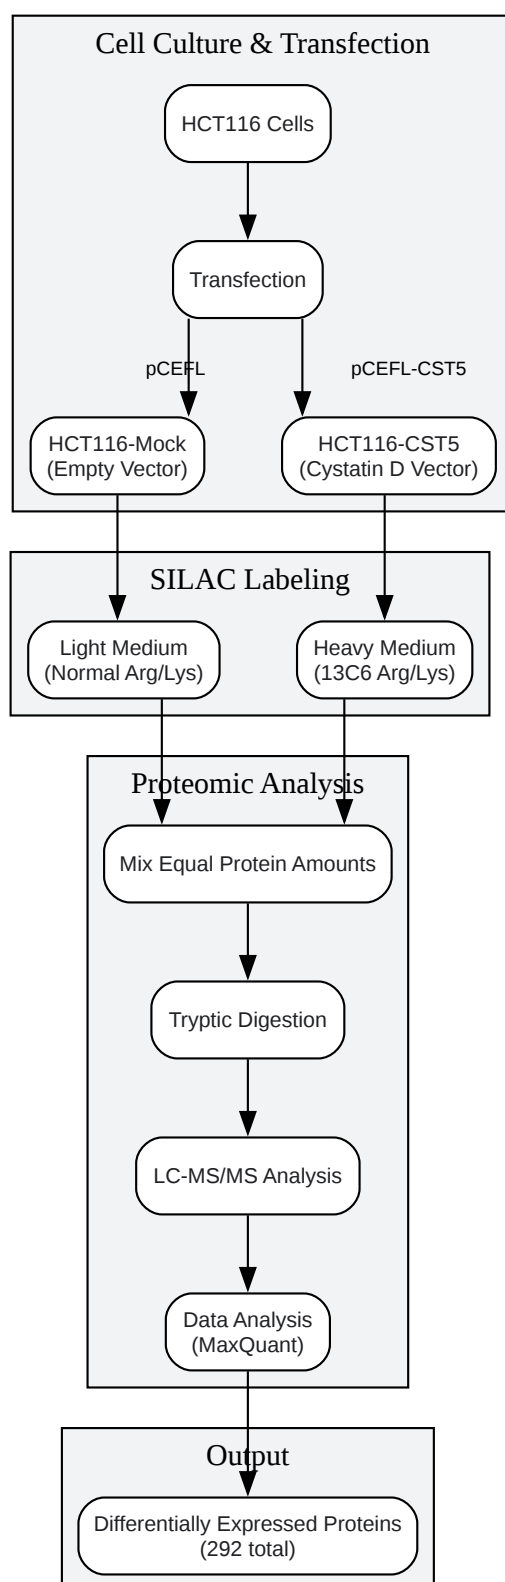 Cell Culture & Transfection
HCT116 Cells
Transfection
pCEFL
pCEFL-CST5
HCT116-Mock
(Empty Vector)
HCT116-CST5
(Cystatin D Vector)
SILAC Labeling
Light Medium
(Normal Arg/Lys)
Heavy Medium
(13C6 Arg/Lys)
Proteomic Analysis
Mix Equal Protein Amounts
Tryptic Digestion
LC-MS/MS Analysis
Data Analysis
(MaxQuant)
Output
Differentially Expressed Proteins
(292 total)